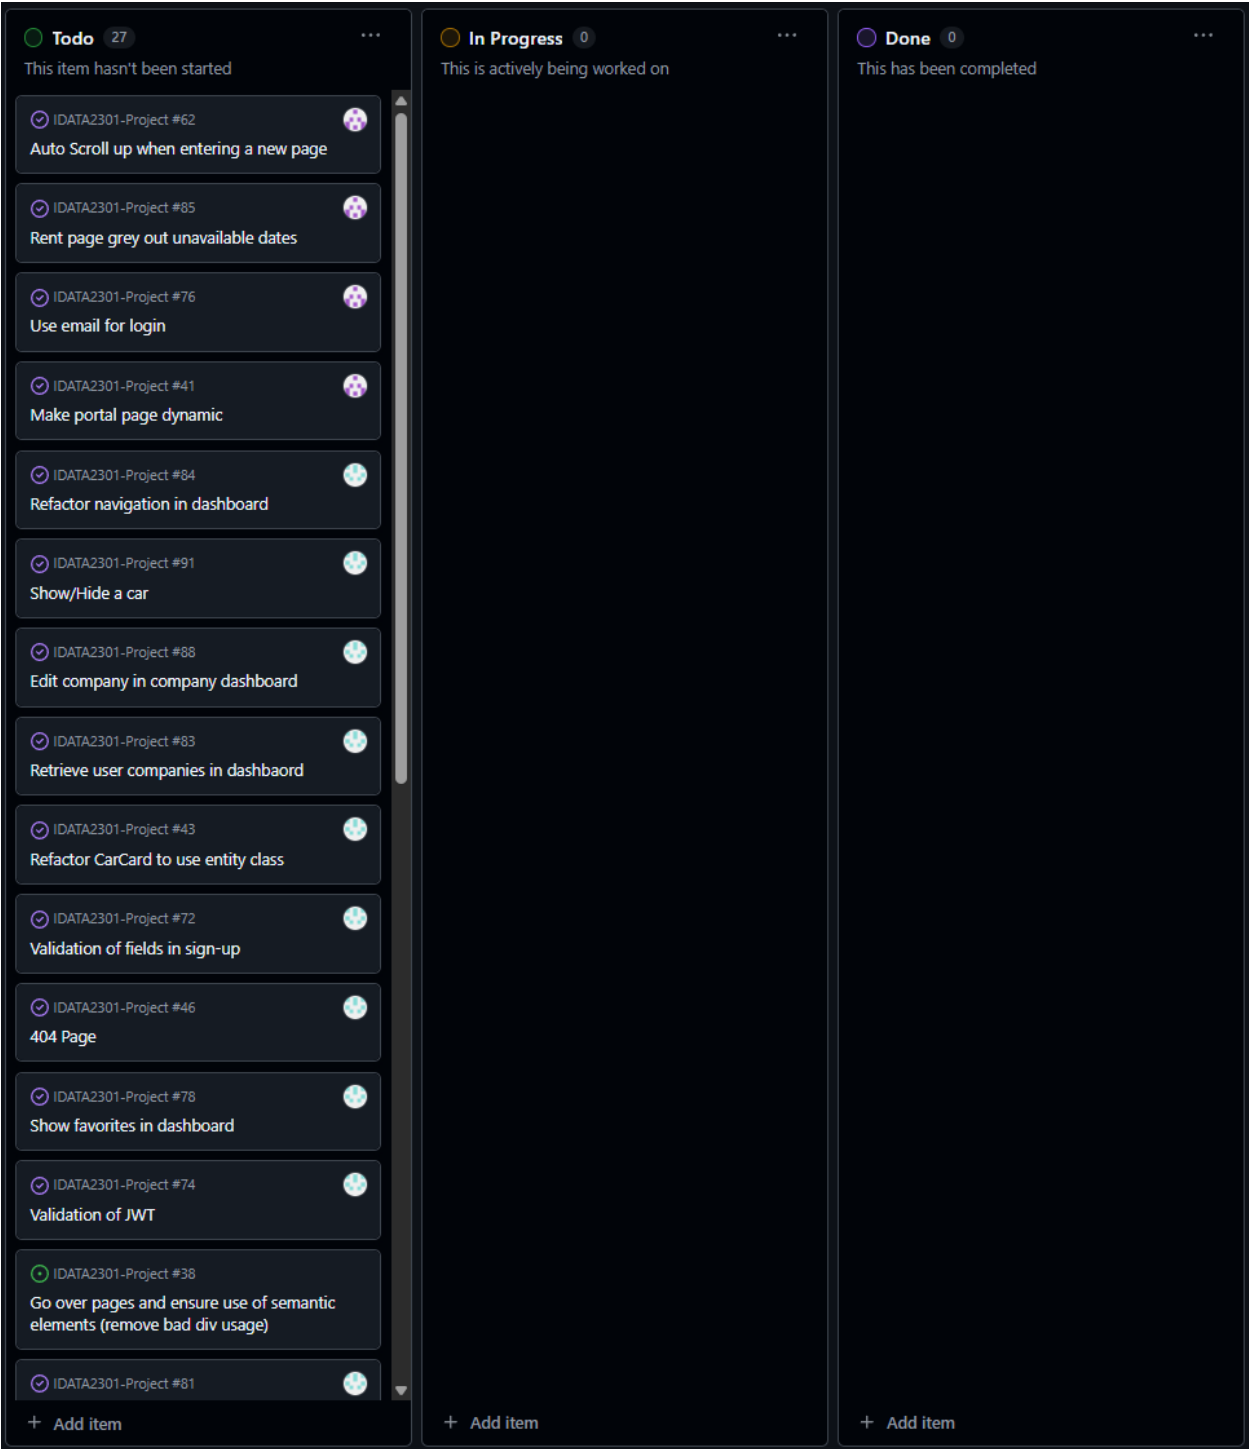 Todo 27
This item hasn't been started
IDATA2301-Project #62
Auto Scroll up when entering a new page
IDATA2301-Project #85
Rent page grey out unavailable dates
IDATA2301-Project #76
Use email for login
IDATA2301-Project #41
Make portal page dynamic
IDATA2301-Project #84
Refactor navigation in dashboard
IDATA2301-Project #91
Show/Hide a car
IDATA2301-Project #88
Edit company in company dashboard
IDATA2301-Project #83
Retrieve user companies in dashbaord
IDATA2301-Project #43
Refactor CarCard to use entity class
IDATA2301-Project #72
Validation of fields in sign-up
IDATA2301-Project #46
404 Page
IDATA2301-Project #78
Show favorites in dashboard
IDATA2301-Project #74
Validation of JWT
IDATA2301-Project #38
Go over pages and ensure use of semantic
elements (remove bad div usage)
IDATA2301-Project #81
+ Add item
In Progress 0
This is actively being worked on
+ Add item
Done 0
This has been completed
+ Add item